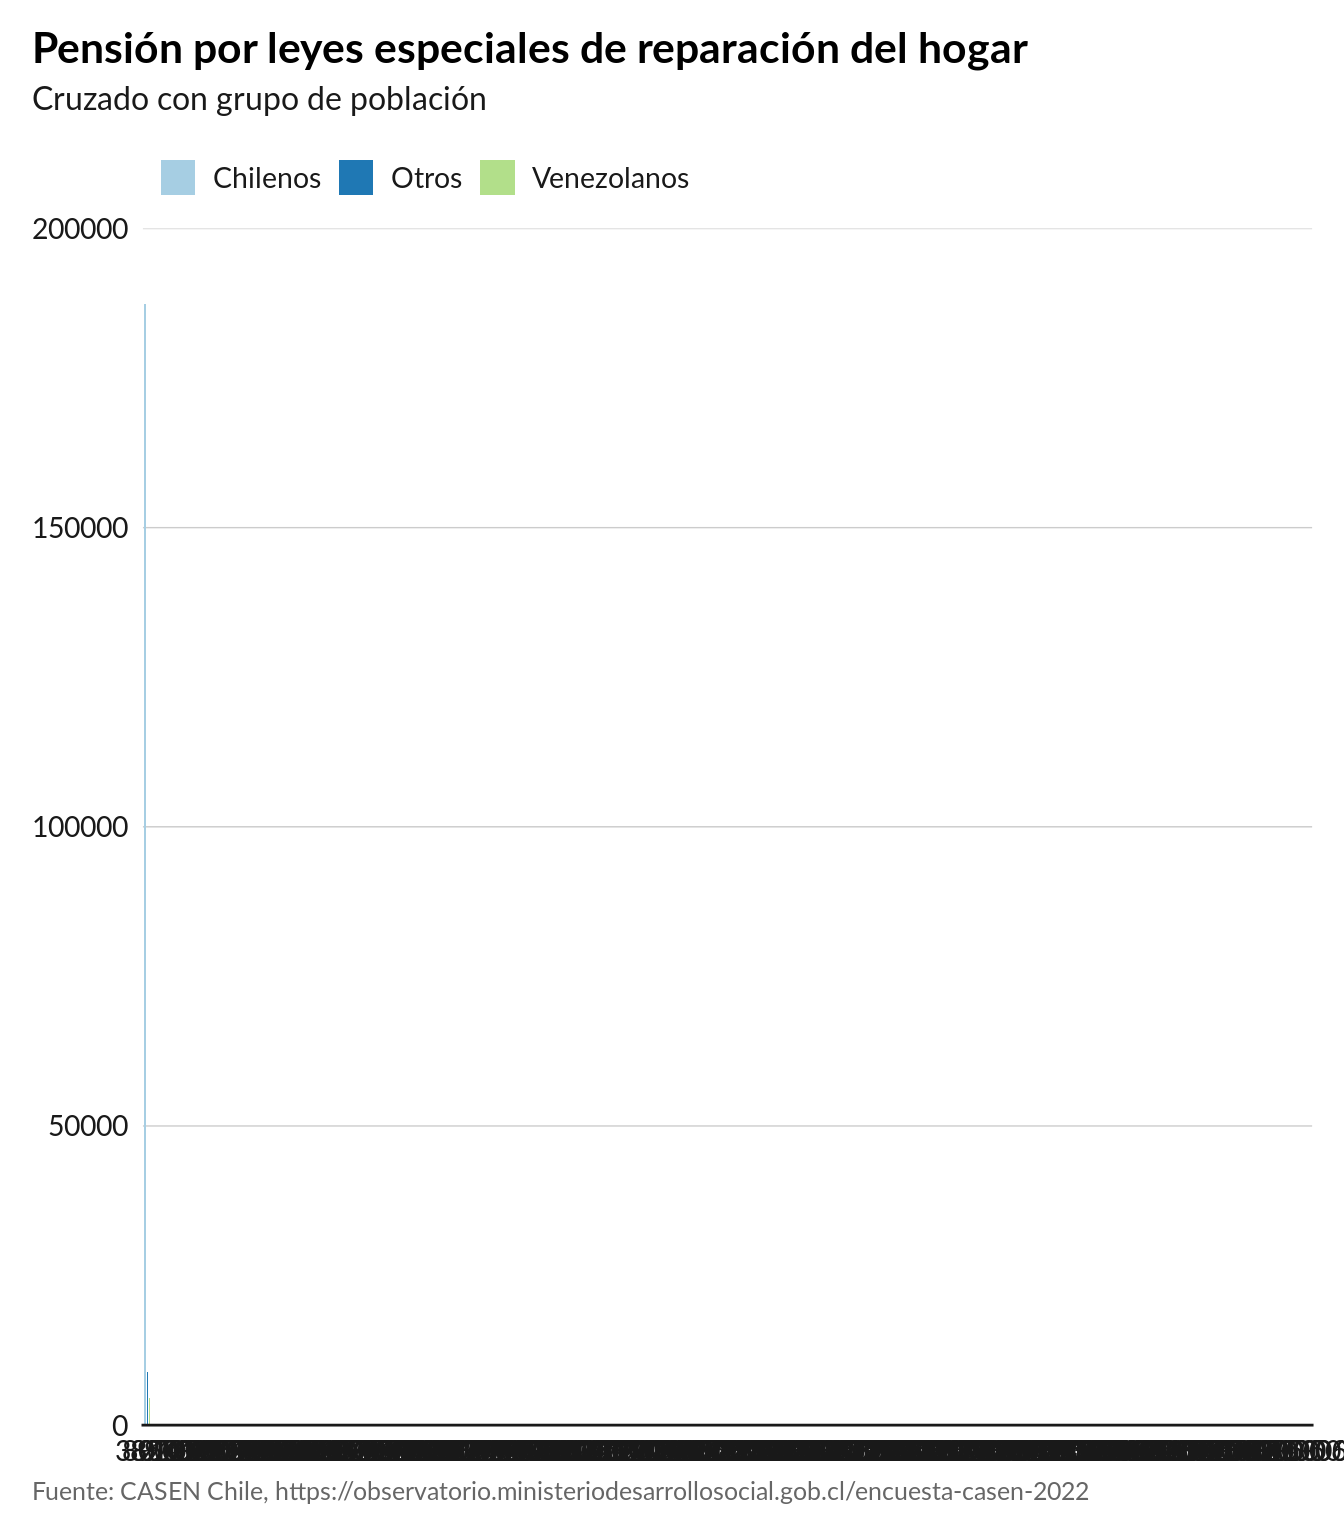 Pensión por leyes especiales de reparación del hogar
Cruzado con grupo de población
Chilenos
Otros
Venezolanos
200000
150000
100000
50000
0
Fuente: CASEN Chile, https://observatorio.ministeriodesarrollosocial.gob.cl/encuesta-casen-2022